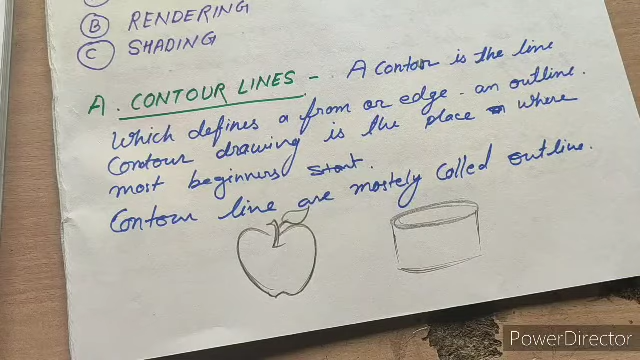 B RENDERING
C SHADING
A. CONTOUR LINES - A contour is the line
Which defines a from or edge - an outline.
Contour drawing is the place where
most beginners start.
Contour line are mostely Called outline.
PowerDirector